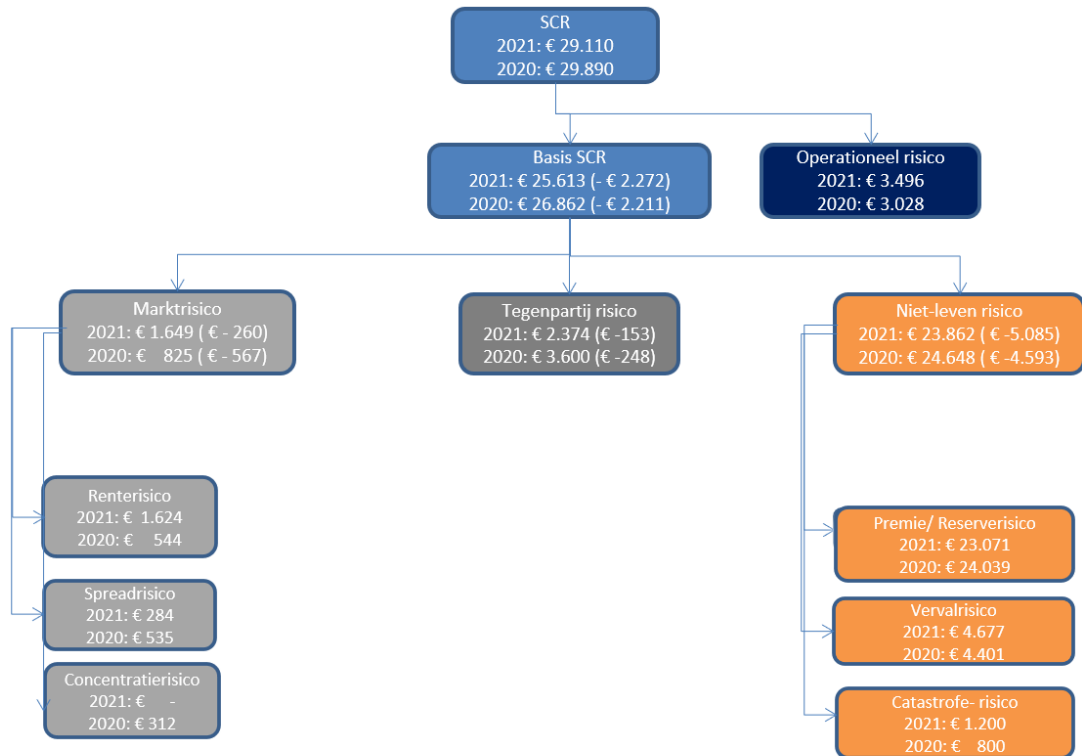 SCR
2021: € 29.110
2020: € 29.890
Basis SCR
2021: € 25.613 (- € 2.272)
2020: € 26.862 (- € 2.211)
Operationeel risico
2021: € 3.496
2020: € 3.028
Marktrisico
2021: € 1.649 ( € - 260)
2020: €    825 (€ - 567)
Tegenpartij risico
2021: € 2.374 (€ -153)
2020: € 3.600 (€ -248)
Niet-leven risico
2021: € 23.862 ( € -5.085)
2020: € 24.648 ( € -4.593)
Renterisico
2021: €  1.624
2020: €    544
Spreadrisico
2021: € 284
2020: € 535
Concentratierisico
2021: €    -
2020: € 312
Premie/ Reserverisico
2021: € 23.071
2020: € 24.039
Vervalrisico
2021: € 4.677
2020: € 4.401
Catastrofe- risico
2021: € 1.200
2020: €    800